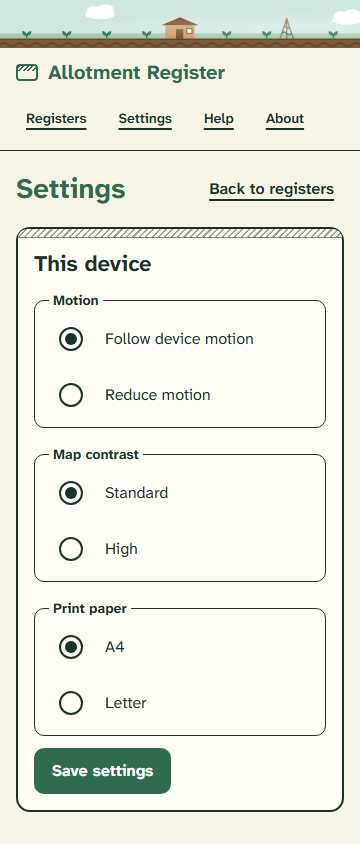 Allotment Register
Registers Settings Help About
Settings
Back to registers
This device
Motion
Follow device motion
Reduce motion
Map contrast
Standard
High
Print paper
A4
Letter
Save settings